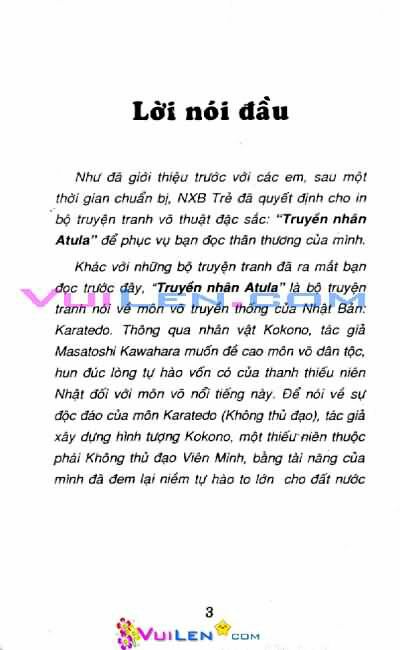 Lời nói đầu
Như đã giới thiệu trước với các em, sau một
thời gian chuẩn bị, NXB Trẻ đã quyết định cho in
bộ truyện tranh võ thuật đặc sắc: "Truyền nhân
Atula" để phục vụ bạn đọc thân thương của mình.
Khác với những bộ truyện tranh đã ra mắt bạn
đọc trước đây, "Truyền nhân Atula" là bộ truyện
tranh nói về môn võ truyền thống của Nhật Bản:
Karatedo. Thông qua nhân vật Kokono, tác giả
Masatoshi Kawahara muốn đề cao môn võ dân tộc,
hun đúc lòng tự hào vốn có của thanh thiếu niên
Nhật đối với môn võ nổi tiếng này. Để nói về sự
độc đáo của môn Karatedo (Không thủ đạo), tác giả
xây dựng hình tượng Kokono, một thiếu niên thuộc
phái Không thủ đạo Viên Minh, bằng tài năng của
mình đã đem lại niềm tự hào to lớn cho đất nước
VuiLen.com
3
VuiLen.com